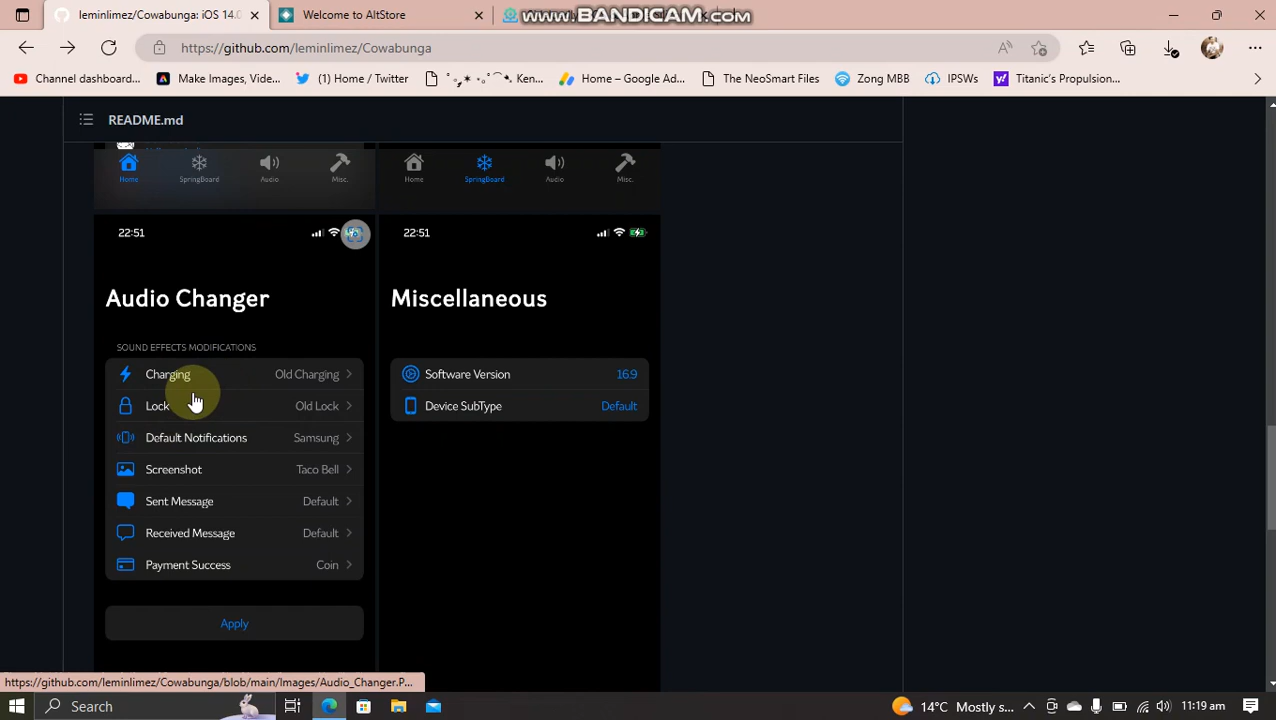 leminlimez/Cowabunga: iOS 14.0
Welcome to AltStore
www.BANDICAM.com
https://github.com/leminlimez/Cowabunga
Channel dashboard...
Make Images, Vide...
(1) Home / Twitter
Ken...
Home – Google Ad...
The NeoSmart Files
Zong MBB
IPSWs
Titanic's Propulsion...
README.md
Home
SpringBoard
Audio
Misc.
Home
SpringBoard
Audio
Misc.
22:51
22:51
Audio Changer
Miscellaneous
SOUND EFFECTS MODIFICATIONS
Charging Old Charging
Software Version 16.9
Lock Old Lock
Device SubType Default
Default Notifications Samsung
Screenshot Taco Bell
Sent Message Default
Received Message Default
Payment Success Coin
Apply
https://github.com/leminlimez/Cowabunga/blob/main/Images/Audio_Changer.P...
Search
14°C Mostly s...
11:19 am